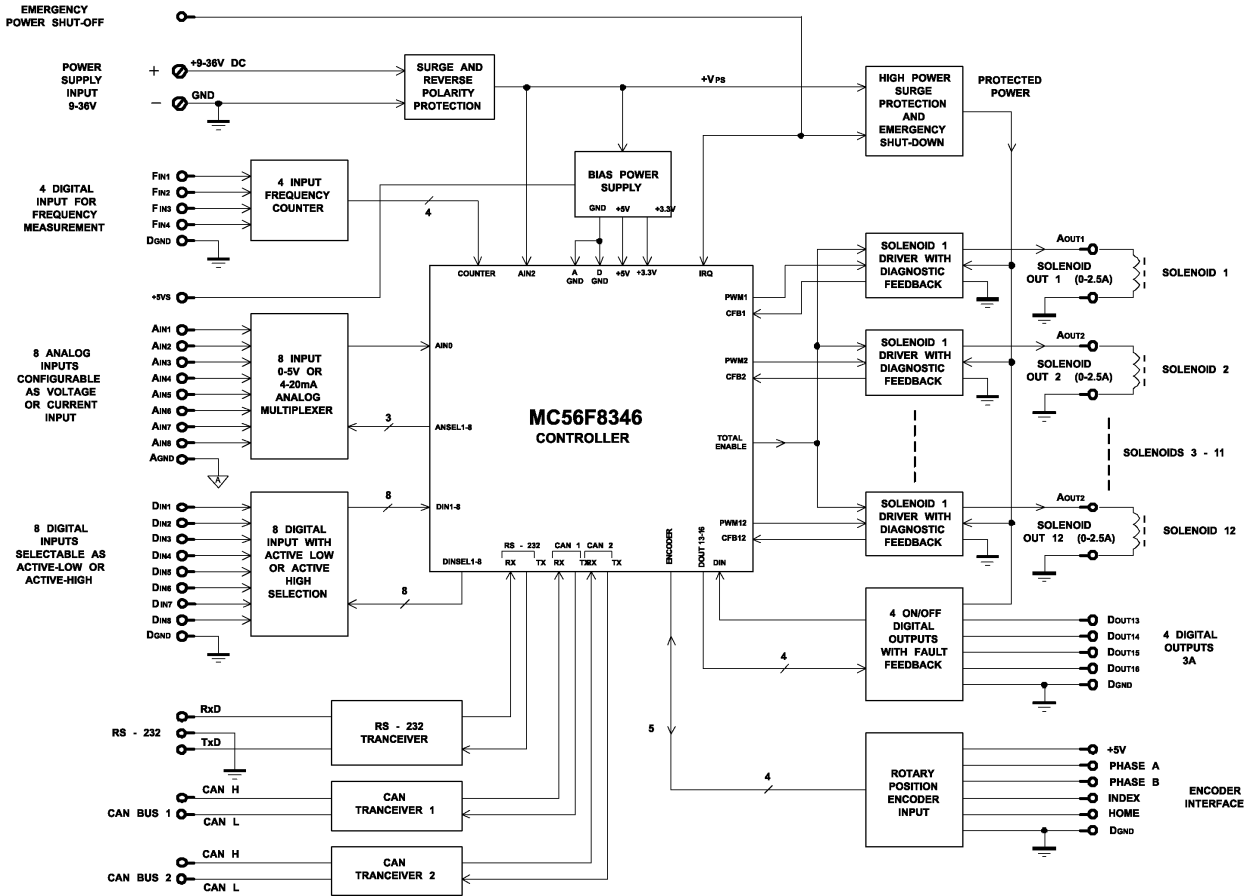 EMERGENCY
POWER SHUT-OFF
POWER
SUPPLY
INPUT
9-36V
+
+9-36V DC
−
GND
SURGE AND
REVERSE
POLARITY
PROTECTION
+VPS
HIGH POWER
SURGE
PROTECTION
AND
EMERGENCY
SHUT-DOWN
PROTECTED
POWER
4 DIGITAL
INPUT FOR
FREQUENCY
MEASUREMENT
FIN1
FIN2
FIN3
FIN4
DGND
4 INPUT
FREQUENCY
COUNTER
4
BIAS POWER
SUPPLY
GND
+5V
+3.3V
+5VS
8 ANALOG
INPUTS
CONFIGURABLE
AS VOLTAGE
OR CURRENT
INPUT
AIN1
AIN2
AIN3
AIN4
AIN5
AIN6
AIN7
AIN8
AGND
A
8 INPUT
0-5V OR
4-20mA
ANALOG
MULTIPLEXER
3
8 DIGITAL
INPUTS
SELECTABLE AS
ACTIVE-LOW OR
ACTIVE-HIGH
DIN1
DIN2
DIN3
DIN4
DIN5
DIN6
DIN7
DIN8
DGND
8 DIGITAL
INPUT WITH
ACTIVE LOW
OR ACTIVE
HIGH
SELECTION
8
8
COUNTER
AIN2
A
GND
D
GND
+5V
+3.3V
IRQ
AIN0
ANSEL1-8
DIN1-8
DINSEL1-8
MC56F8346
CONTROLLER
PWM1
CFB1
PWM2
CFB2
TOTAL
ENABLE
PWM12
CFB12
RS - 232
RX
TX
CAN 1
RX
TX
CAN 2
RX
TX
ENCODER
DOUT 13-16
DIN
SOLENOID 1
DRIVER WITH
DIAGNOSTIC
FEEDBACK
AOUT1
SOLENOID
OUT 1 (0-2.5A)
SOLENOID 1
SOLENOID 1
DRIVER WITH
DIAGNOSTIC
FEEDBACK
AOUT2
SOLENOID
OUT 2 (0-2.5A)
SOLENOID 2
SOLENOIDS 3 - 11
SOLENOID 1
DRIVER WITH
DIAGNOSTIC
FEEDBACK
AOUT2
SOLENOID
OUT 12 (0-2.5A)
SOLENOID 12
4 ON/OFF
DIGITAL
OUTPUTS
WITH FAULT
FEEDBACK
4
DOUT13
DOUT14
DOUT15
DOUT16
DGND
4 DIGITAL
OUTPUTS
3A
5
4
ROTARY
POSITION
ENCODER
INPUT
+5V
PHASE A
PHASE B
INDEX
HOME
DGND
ENCODER
INTERFACE
RS - 232
RxD
TxD
RS - 232
TRANCEIVER
CAN BUS 1
CAN H
CAN L
CAN
TRANCEIVER 1
CAN BUS 2
CAN H
CAN L
CAN
TRANCEIVER 2